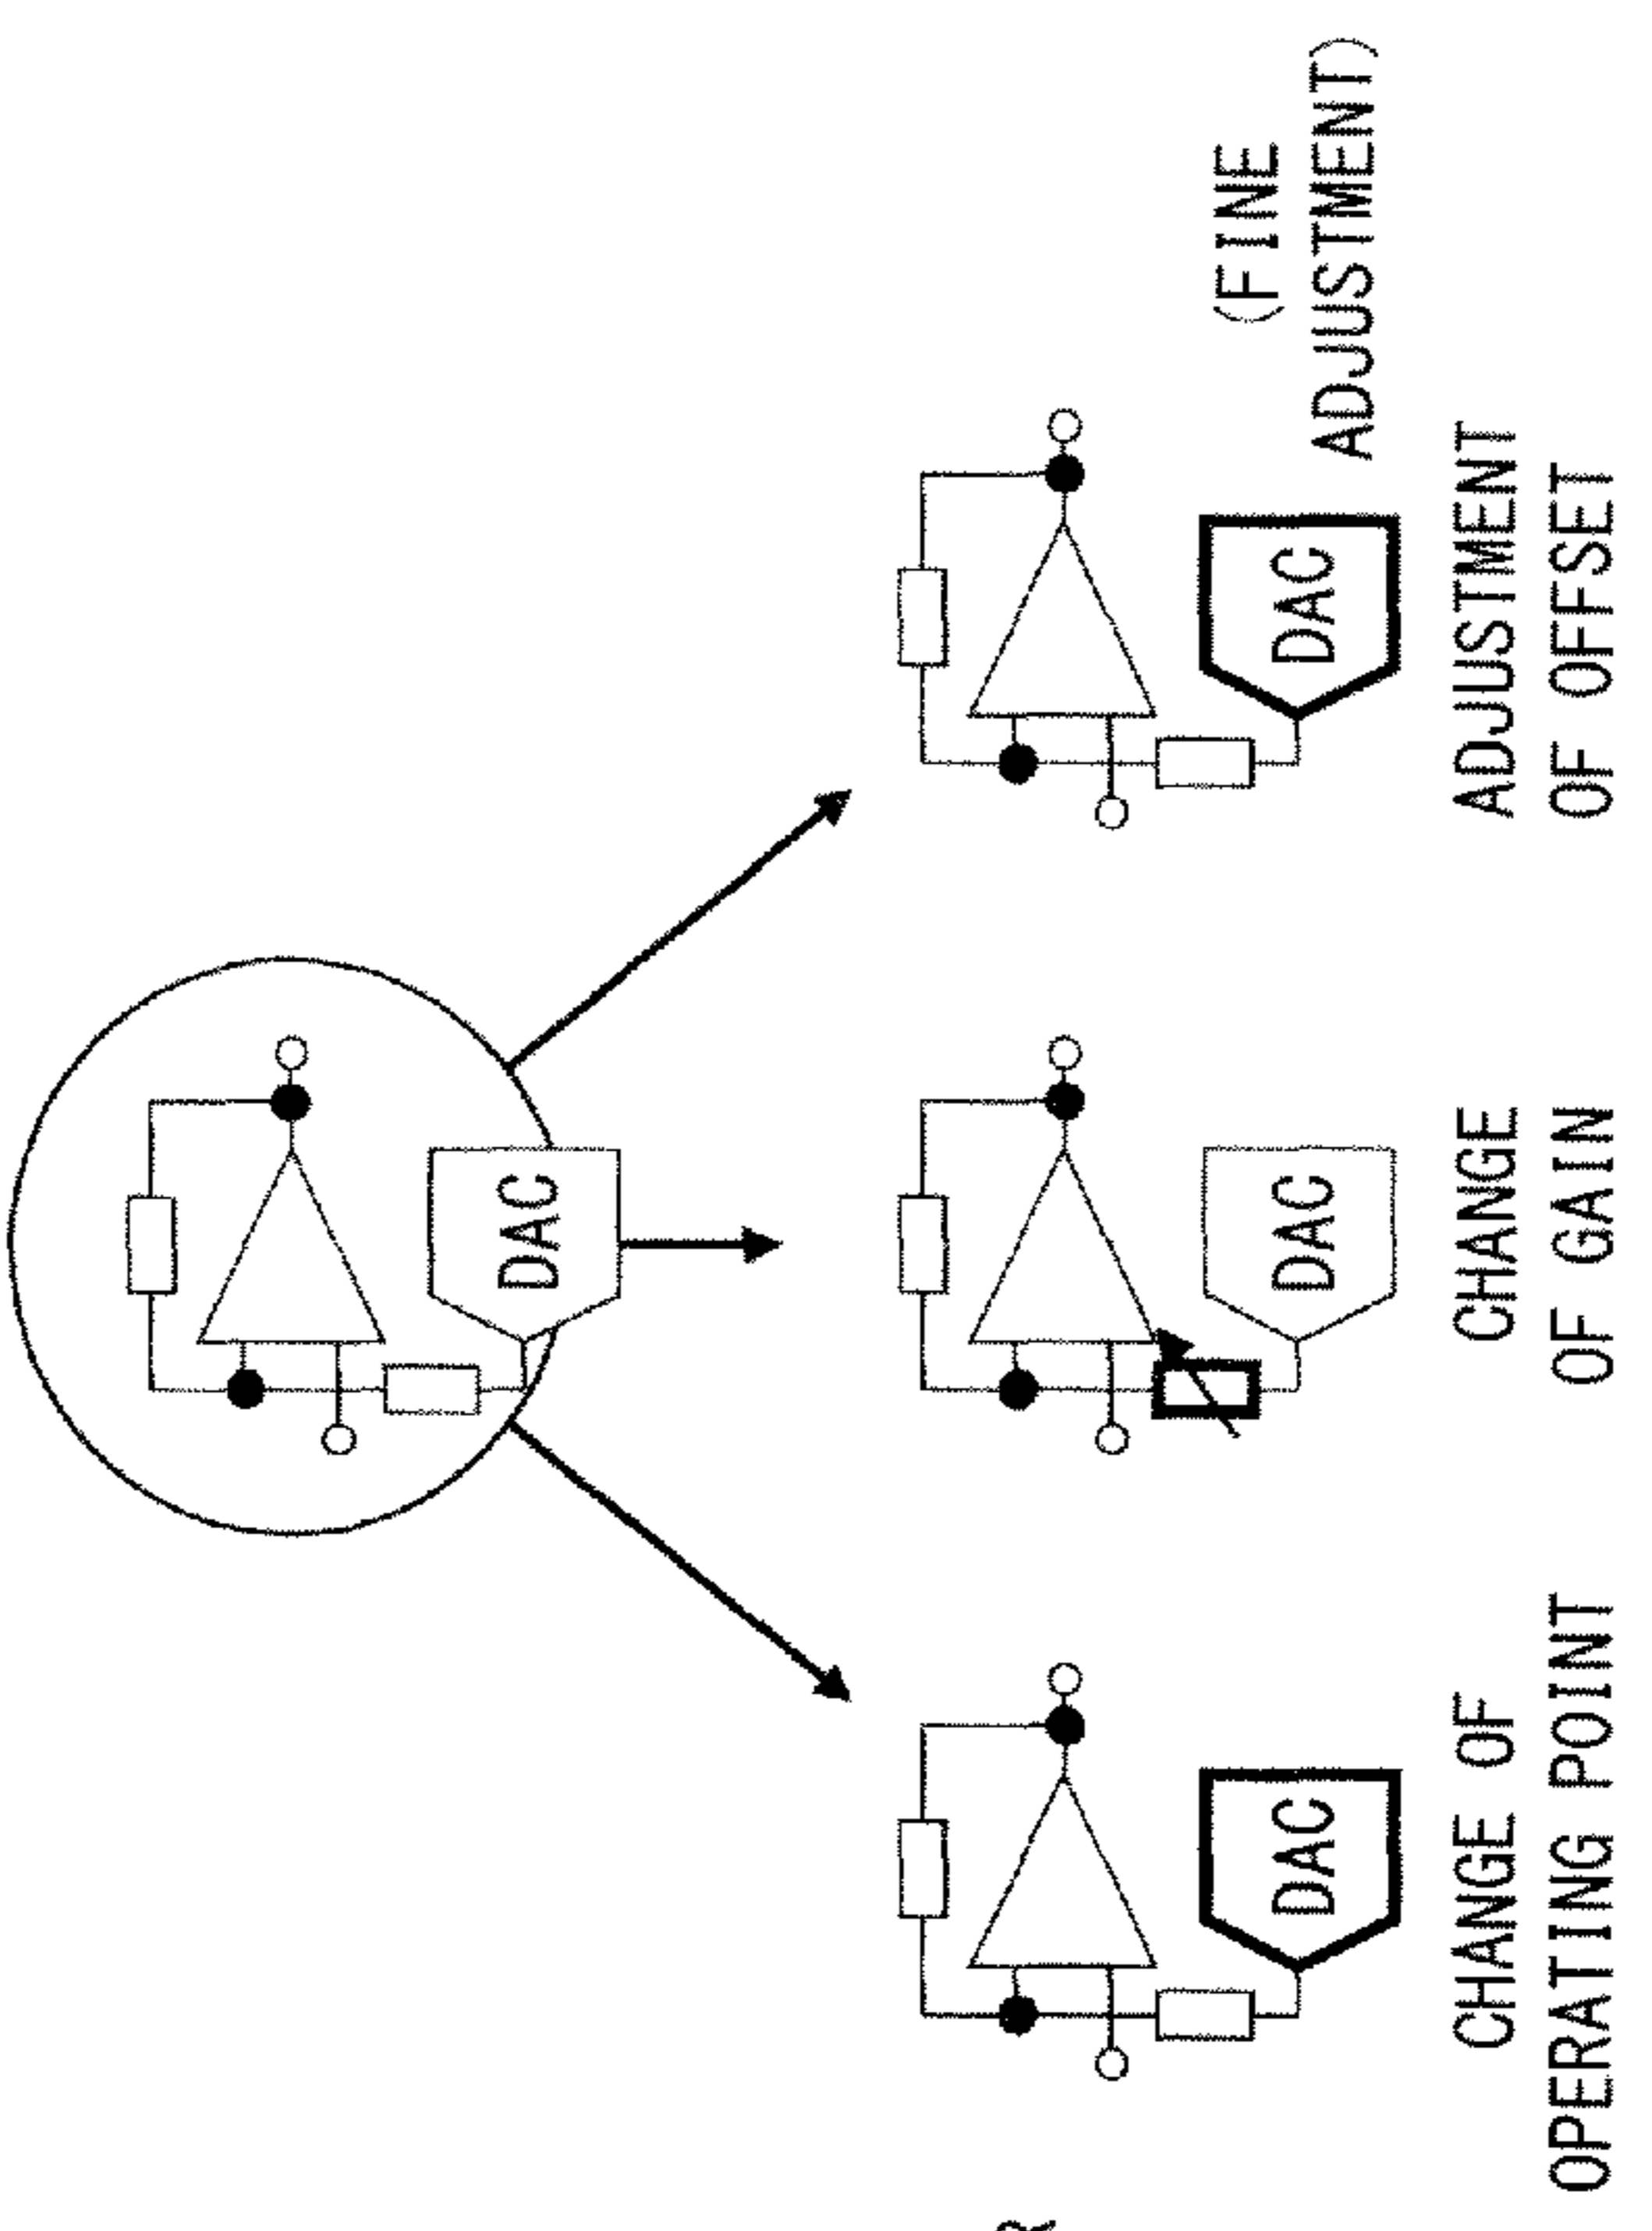 DAC
DAC
CHANGE OF
OPERATING POINT
DAC
CHANGE
OF GAIN
DAC
(FINE
ADJUSTMENT)
ADJUSTMENT
OF OFFSET